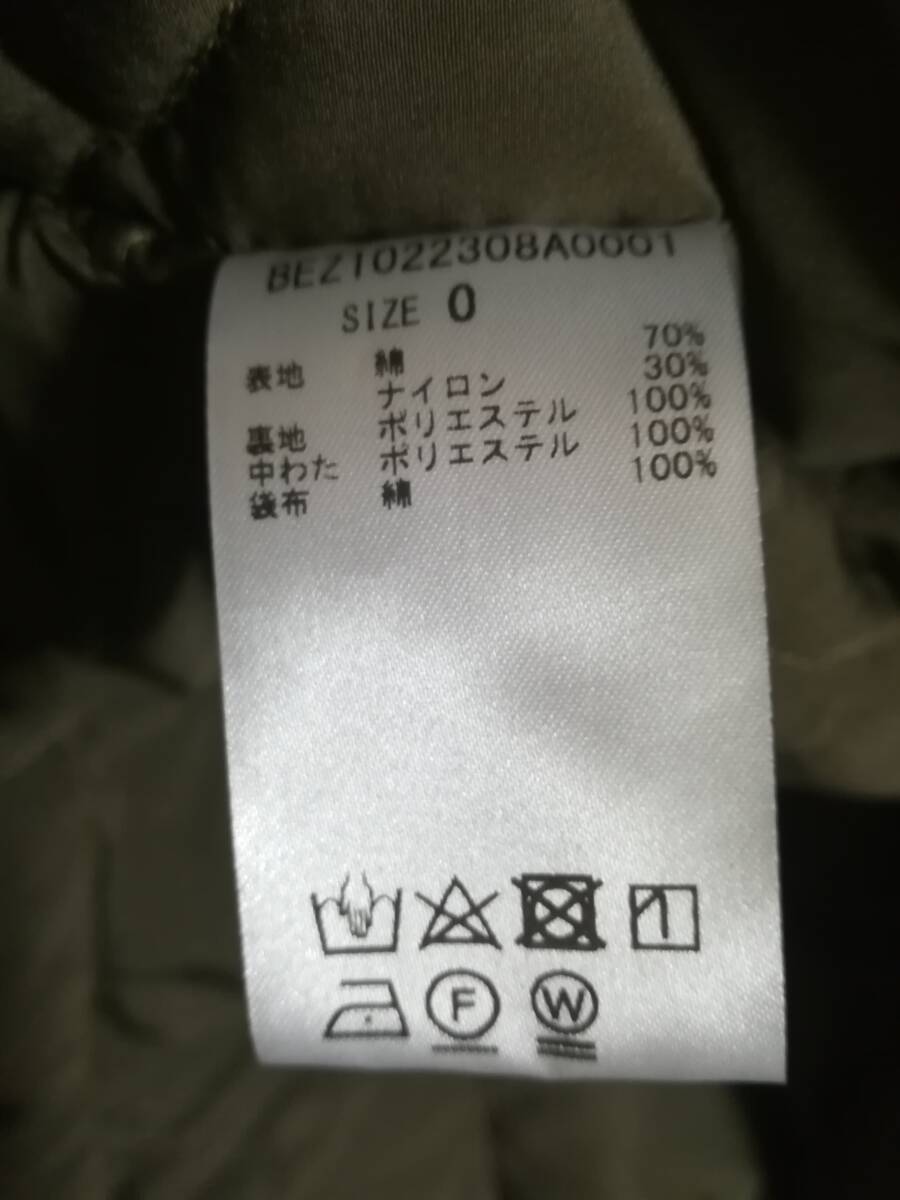 BEZ1022308A0001
SIZE 0
表地 綿 70%
ナイロン 30%
裏地 ポリエステル 100%
中わた ポリエステル 100%
袋布 綿 100%
F W